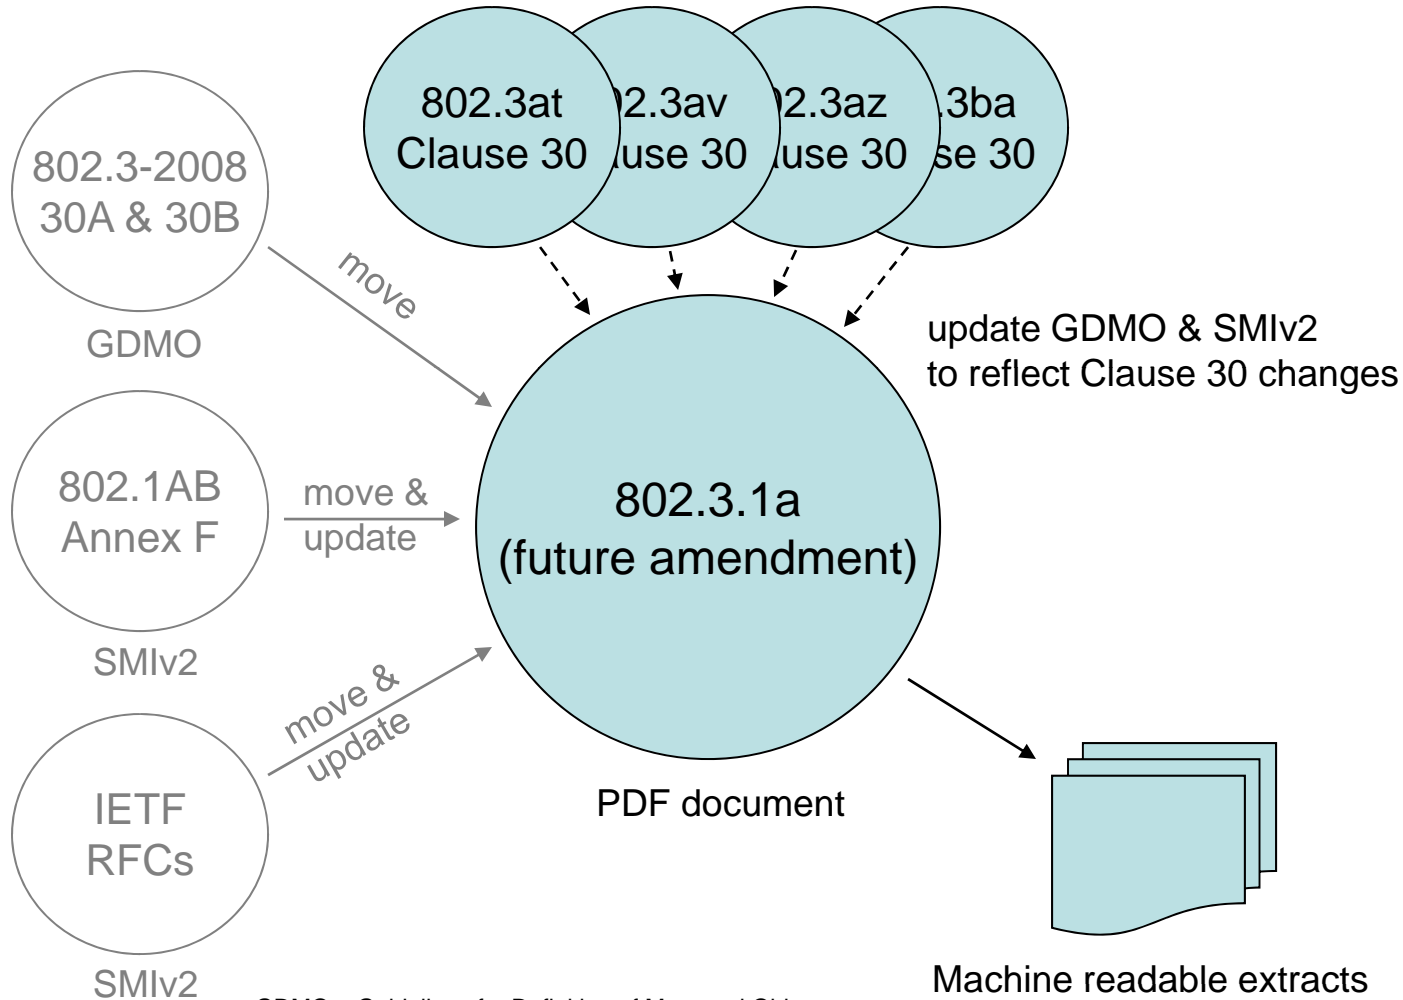 802.3at
Clause 30
2.3av
use 30
2.3az
use 30
.3ba
se 30
802.3-2008
30A & 30B
GDMO
move
update GDMO & SMIv2
to reflect Clause 30 changes
802.1AB
Annex F
SMIv2
move &
update
802.3.1a
(future amendment)
PDF document
IETF
RFCs
SMIv2
move &
update
Machine readable extracts